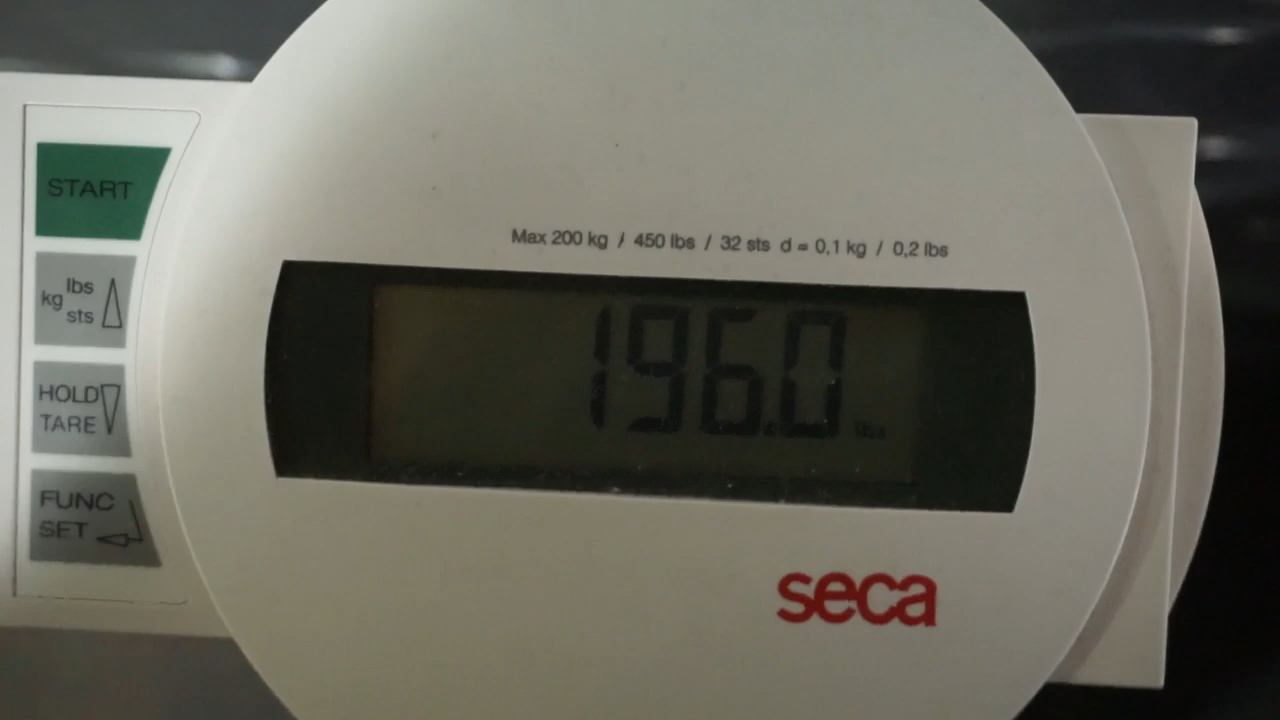 START
kg lbs sts
HOLD
TARE
FUNC
SET
Max 200 kg / 450 lbs / 32 sts d = 0,1 kg / 0,2 lbs
196.0 lbs
seca